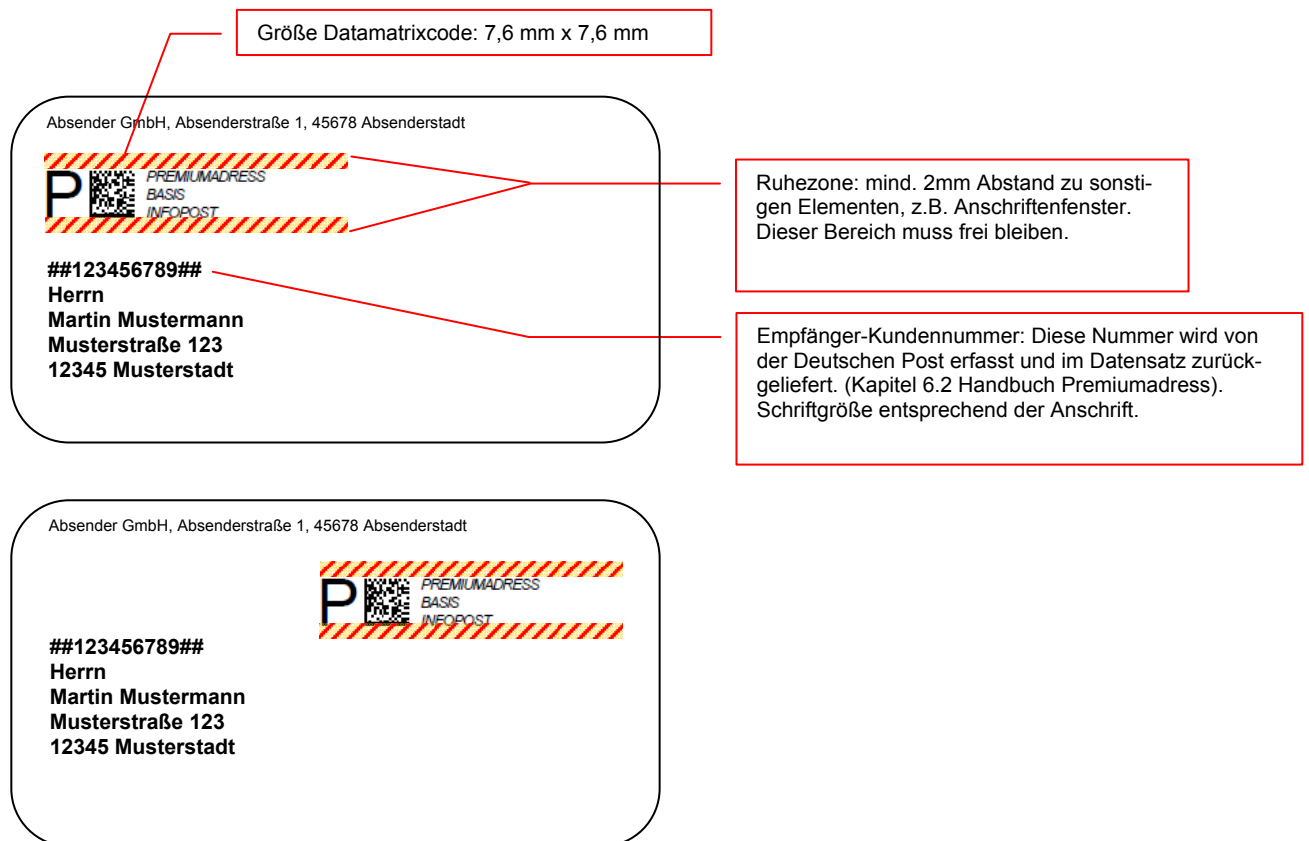 Größe Datamatrixcode: 7,6 mm x 7,6 mm
Absender GmbH, Absenderstraße 1, 45678 Absenderstadt
P PREMIUMADRESS
BASIS
INFOPOST
##123456789##
Herrn
Martin Mustermann
Musterstraße 123
12345 Musterstadt
Ruhezone: mind. 2mm Abstand zu sonsti-
gen Elementen, z.B. Anschriftenfenster.
Dieser Bereich muss frei bleiben.
Empfänger-Kundennummer: Diese Nummer wird von
der Deutschen Post erfasst und im Datensatz zurück-
geliefert. (Kapitel 6.2 Handbuch Premiumadress).
Schriftgröße entsprechend der Anschrift.
Absender GmbH, Absenderstraße 1, 45678 Absenderstadt
P PREMIUMADRESS
BASIS
INFOPOST
##123456789##
Herrn
Martin Mustermann
Musterstraße 123
12345 Musterstadt